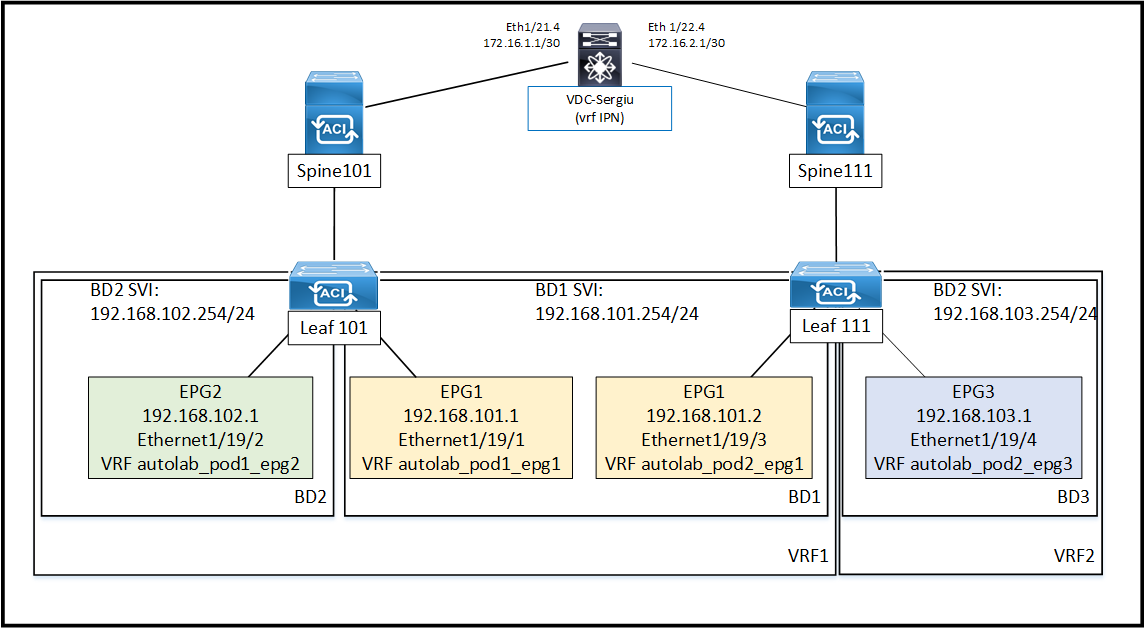 Eth1/21.4
172.16.1.1/30
Eth 1/22.4
172.16.2.1/30
VDC-Sergiu
(vrf IPN)
ACI
Spine101
ACI
Spine111
BD2 SVI:
192.168.102.254/24
ACI
Leaf 101
BD1 SVI:
192.168.101.254/24
ACI
Leaf 111
BD2 SVI:
192.168.103.254/24
EPG2
192.168.102.1
Ethernet1/19/2
VRF autolab_pod1_epg2
EPG1
192.168.101.1
Ethernet1/19/1
VRF autolab_pod1_epg1
EPG1
192.168.101.2
Ethernet1/19/3
VRF autolab_pod2_epg1
EPG3
192.168.103.1
Ethernet1/19/4
VRF autolab_pod2_epg3
BD2
BD1
BD3
VRF1
VRF2